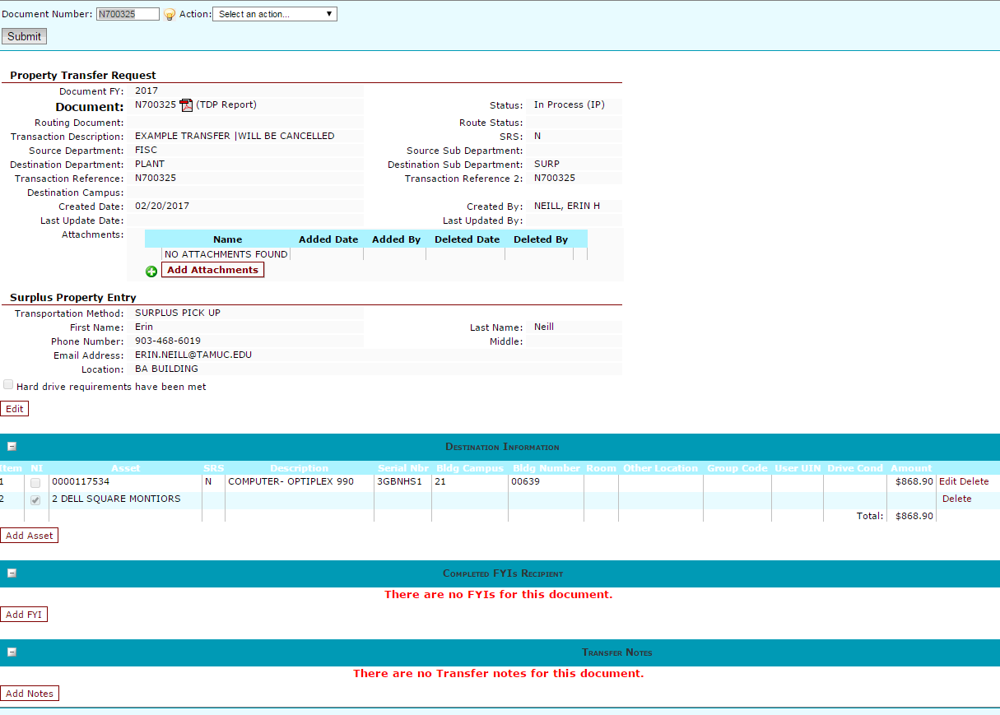 Document Number: N700325 Action: Select an action...
Submit
Property Transfer Request
Document FY: 2017
Document: N700325 (TDP Report) Status: In Process (IP)
Routing Document: Route Status:
Transaction Description: EXAMPLE TRANSFER |WILL BE CANCELLED SRS: N
Source Department: FISC Source Sub Department:
Destination Department: PLANT Destination Sub Department: SURP
Transaction Reference: N700325 Transaction Reference 2: N700325
Destination Campus:
Created Date: 02/20/2017 Created By: NEILL, ERIN H
Last Update Date: Last Updated By:
Attachments:
Name Added Date Added By Deleted Date Deleted By
NO ATTACHMENTS FOUND
Add Attachments
Surplus Property Entry
Transportation Method: SURPLUS PICK UP
First Name: Erin Last Name: Neill
Phone Number: 903-468-6019 Middle:
Email Address: ERIN.NEILL@TAMUC.EDU
Location: BA BUILDING
Hard drive requirements have been met
Edit
Destination Information
Item NI Asset SRS Description Serial Nbr Bldg Campus Bldg Number Room Other Location Group Code User UIN Drive Cond Amount
1 0000117534 N COMPUTER- OPTIPLEX 990 3GBNHS1 21 00639 $868.90 Edit Delete
2 2 DELL SQUARE MONTIORS Delete
Total: $868.90
Add Asset
Completed FYIs Recipient
There are no FYIs for this document.
Add FYI
Transfer Notes
There are no Transfer notes for this document.
Add Notes